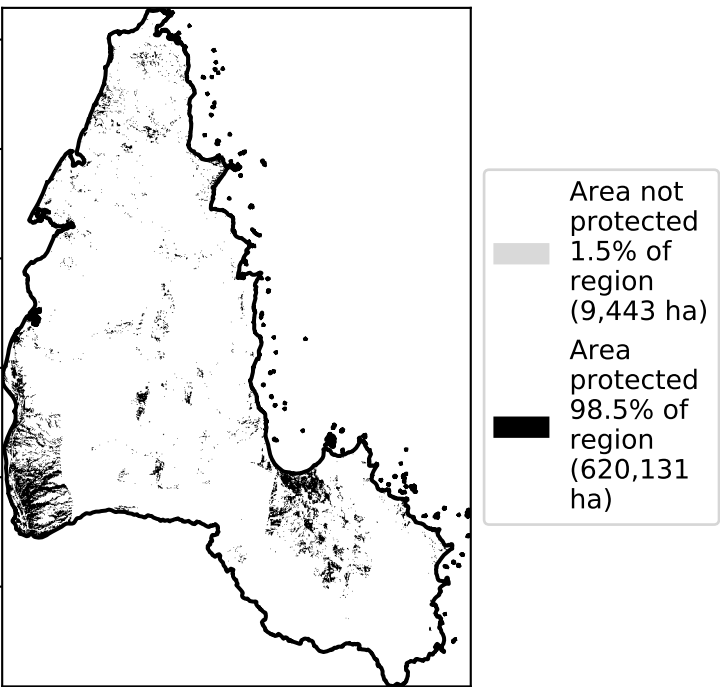 Area not
protected
1.5% of
region
(9,443 ha)
Area
protected
98.5% of
region
(620,131
ha)